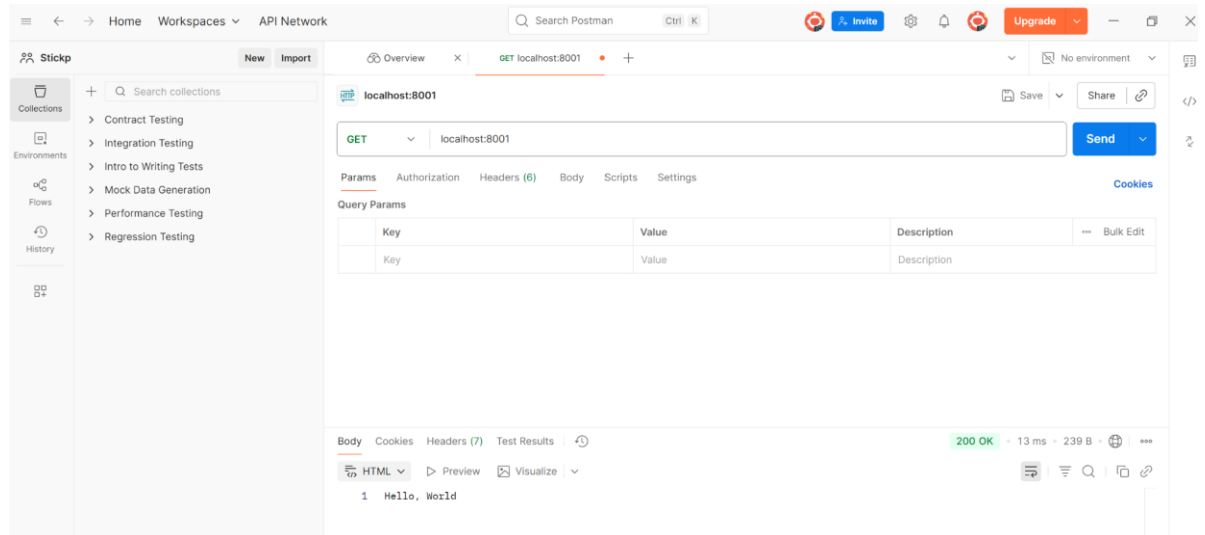 Home Workspaces API Network Search Postman Ctrl K Invite Upgrade
Stickp New Import Overview GET localhost:8001 No environment
Collections
Environments
Flows
History
Search collections
Contract Testing
Integration Testing
Intro to Writing Tests
Mock Data Generation
Performance Testing
Regression Testing
HTTP localhost:8001 Save Share
GET localhost:8001 Send
Params Authorization Headers (6) Body Scripts Settings Cookies
Query Params
Key Value Description Bulk Edit
Key Value Description
Body Cookies Headers (7) Test Results 200 OK 13 ms 239 B
HTML Preview Visualize
1 Hello, World